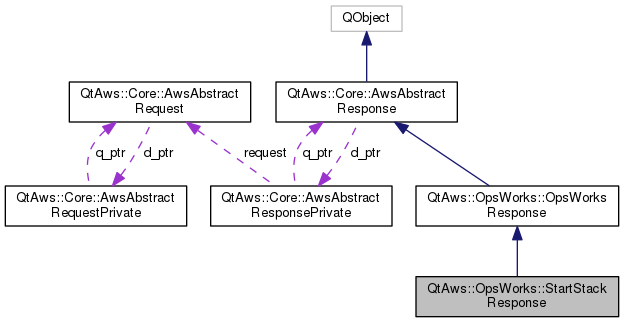 QObject
QtAws::Core::AwsAbstract
Request
QtAws::Core::AwsAbstract
Response
q_ptr
d_ptr
request
q_ptr
d_ptr
QtAws::Core::AwsAbstract
RequestPrivate
QtAws::Core::AwsAbstract
ResponsePrivate
QtAws::OpsWorks::OpsWorks
Response
QtAws::OpsWorks::StartStack
Response